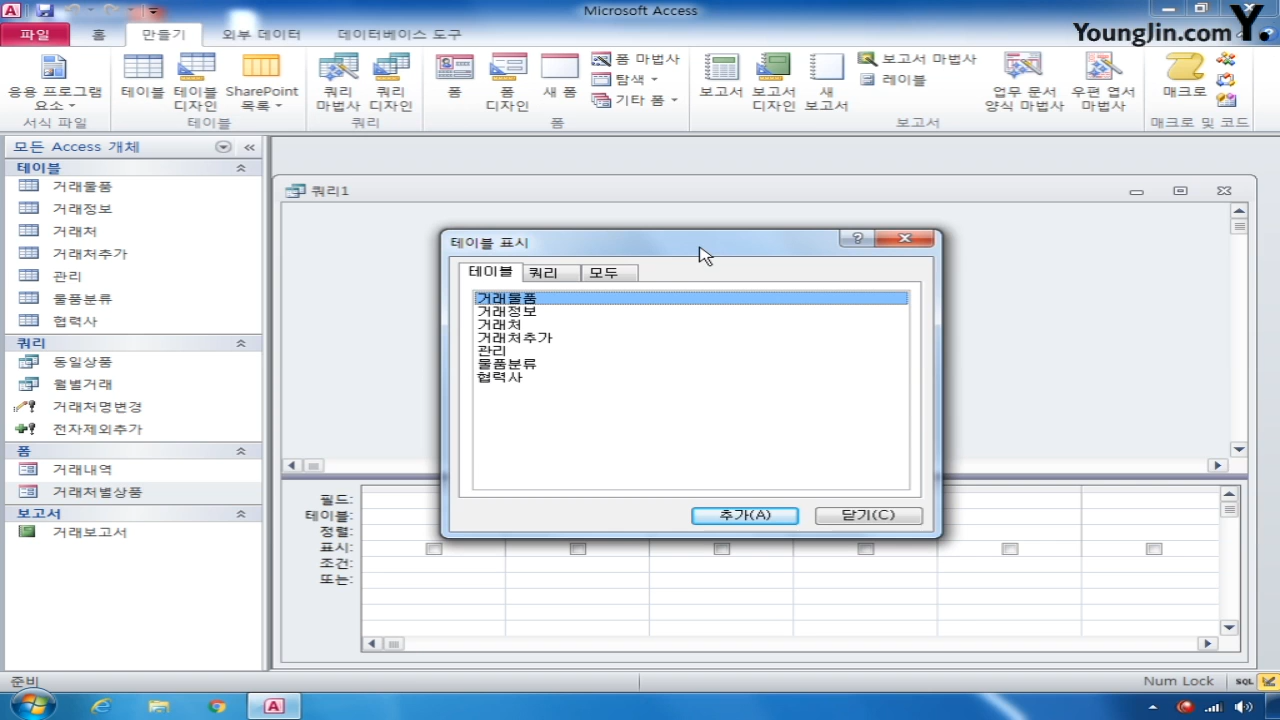 Microsoft Access
YoungJin.com
Y.
파일 홈 만들기 외부 데이터 데이터베이스 도구
응용 프로그램 요소
테이블
테이블 디자인
SharePoint 목록
쿼리 마법사
쿼리 디자인
폼
폼 디자인
새 폼
폼 마법사
탐색
기타 폼
보고서
보고서 디자인
새 보고서
보고서 마법사
레이블
업무 문서 양식 마법사
우편 엽서 마법사
매크로
서식 파일 테이블 쿼리 폼 보고서 매크로 및 코드
모든 Access 개체
테이블
거래물품
거래정보
거래처
거래처추가
관리
물품분류
협력사
쿼리
동일상품
월별거래
거래처명변경
전자제외추가
폼
거래내역
거래처별상품
보고서
거래보고서
쿼리1
테이블 표시
테이블 쿼리 모두
거래물품
거래정보
거래처
거래처추가
관리
물품분류
협력사
추가(A) 닫기(C)
필드:
테이블:
정렬:
표시:
조건:
또는:
준비
Num Lock
SQL